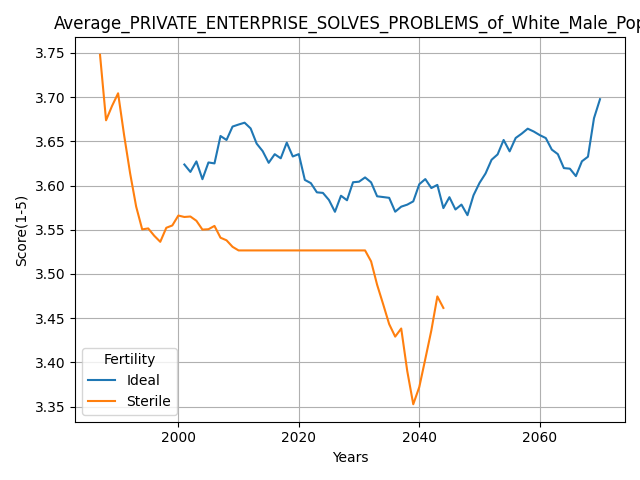 Average_PRIVATE_ENTERPRISE_SOLVES_PROBLEMS_of_White_Male_Pop
3.75
3.70
3.65
3.60
3.55
3.50
3.45
3.40
3.35
Score(1-5)
Fertility
Ideal
Sterile
2000 2020 2040 2060
Years